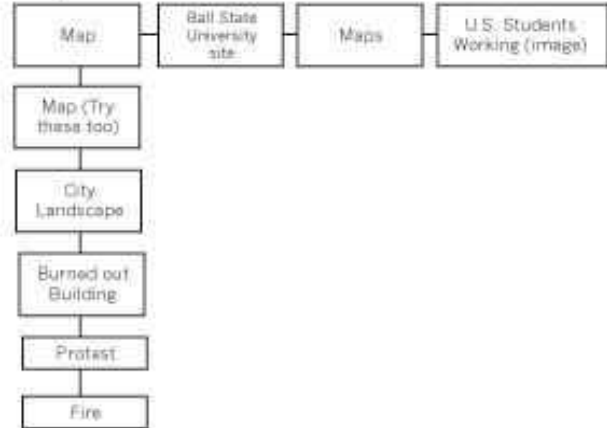 Map
Ball State
University
site
Maps
U.S. Students
Working (image)
Map (Try
these too)
City
Landscape
Burned out
Building
Protest
Fire